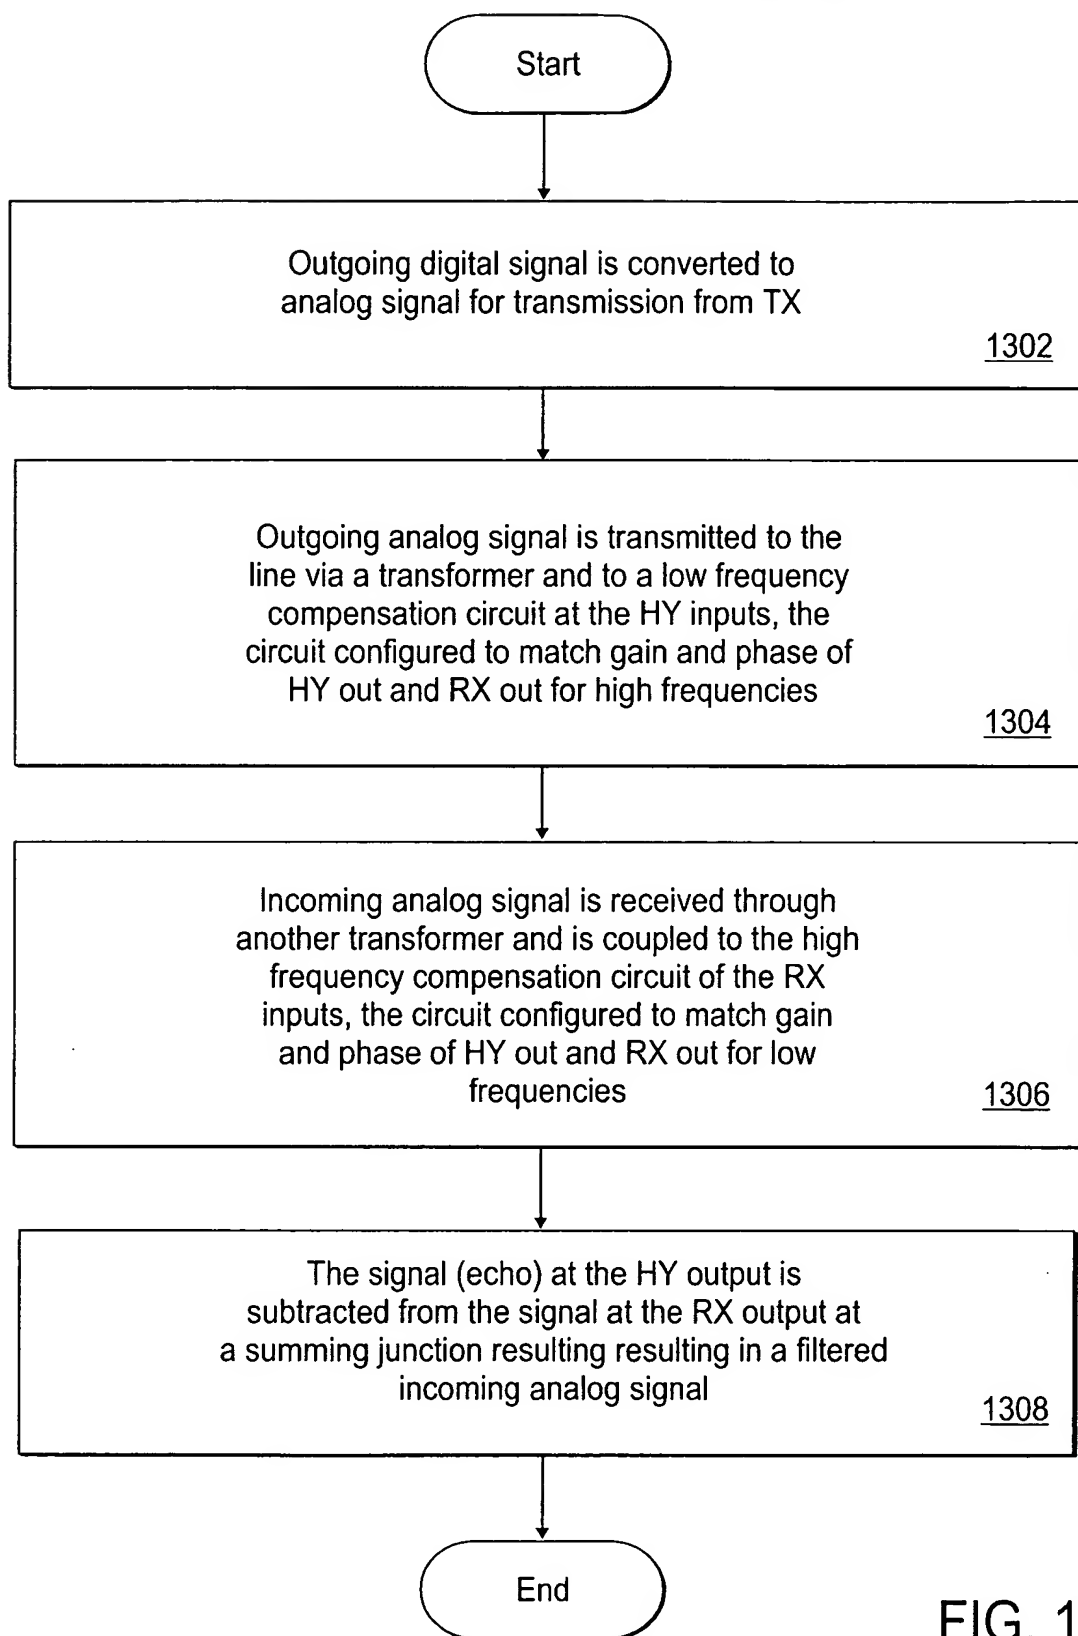 Start
Outgoing digital signal is converted to
analog signal for transmission from TX
1302
Outgoing analog signal is transmitted to the
line via a transformer and to a low frequency
compensation circuit at the HY inputs, the
circuit configured to match gain and phase of
HY out and RX out for high frequencies
1304
Incoming analog signal is received through
another transformer and is coupled to the high
frequency compensation circuit of the RX
inputs, the circuit configured to match gain
and phase of HY out and RX out for low
frequencies
1306
The signal (echo) at the HY output is
subtracted from the signal at the RX output at
a summing junction resulting resulting in a filtered
incoming analog signal
1308
End
FIG. 1